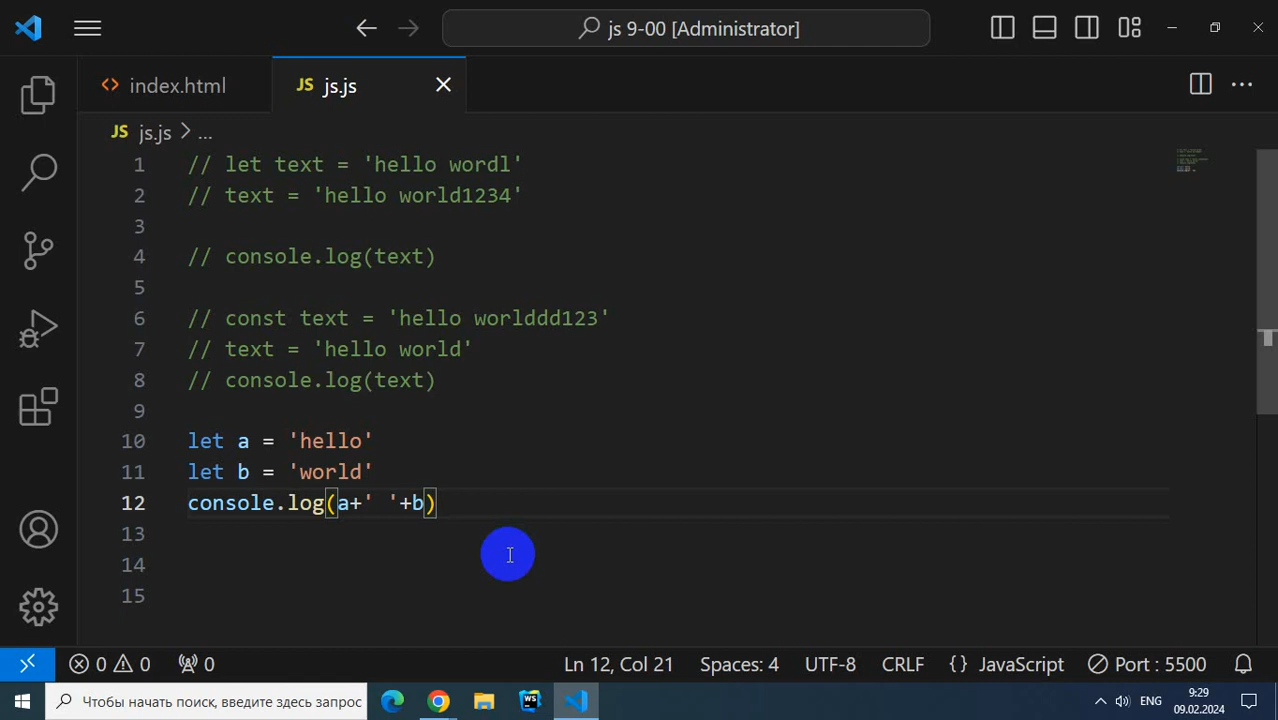 js 9-00 [Administrator]
index.html
JS js.js
JS js.js > ...
1 // let text = 'hello wordl'
2 // text = 'hello world1234'
3
4 // console.log(text)
5
6 // const text = 'hello worlddd123'
7 // text = 'hello world'
8 // console.log(text)
9
10 let a = 'hello'
11 let b = 'world'
12 console.log(a+' '+b)
13
14
15
0 0 0 Ln 12, Col 21 Spaces: 4 UTF-8 CRLF {} JavaScript Port : 5500
Чтобы начать поиск, введите здесь запрос WS ENG 9:29
09.02.2024